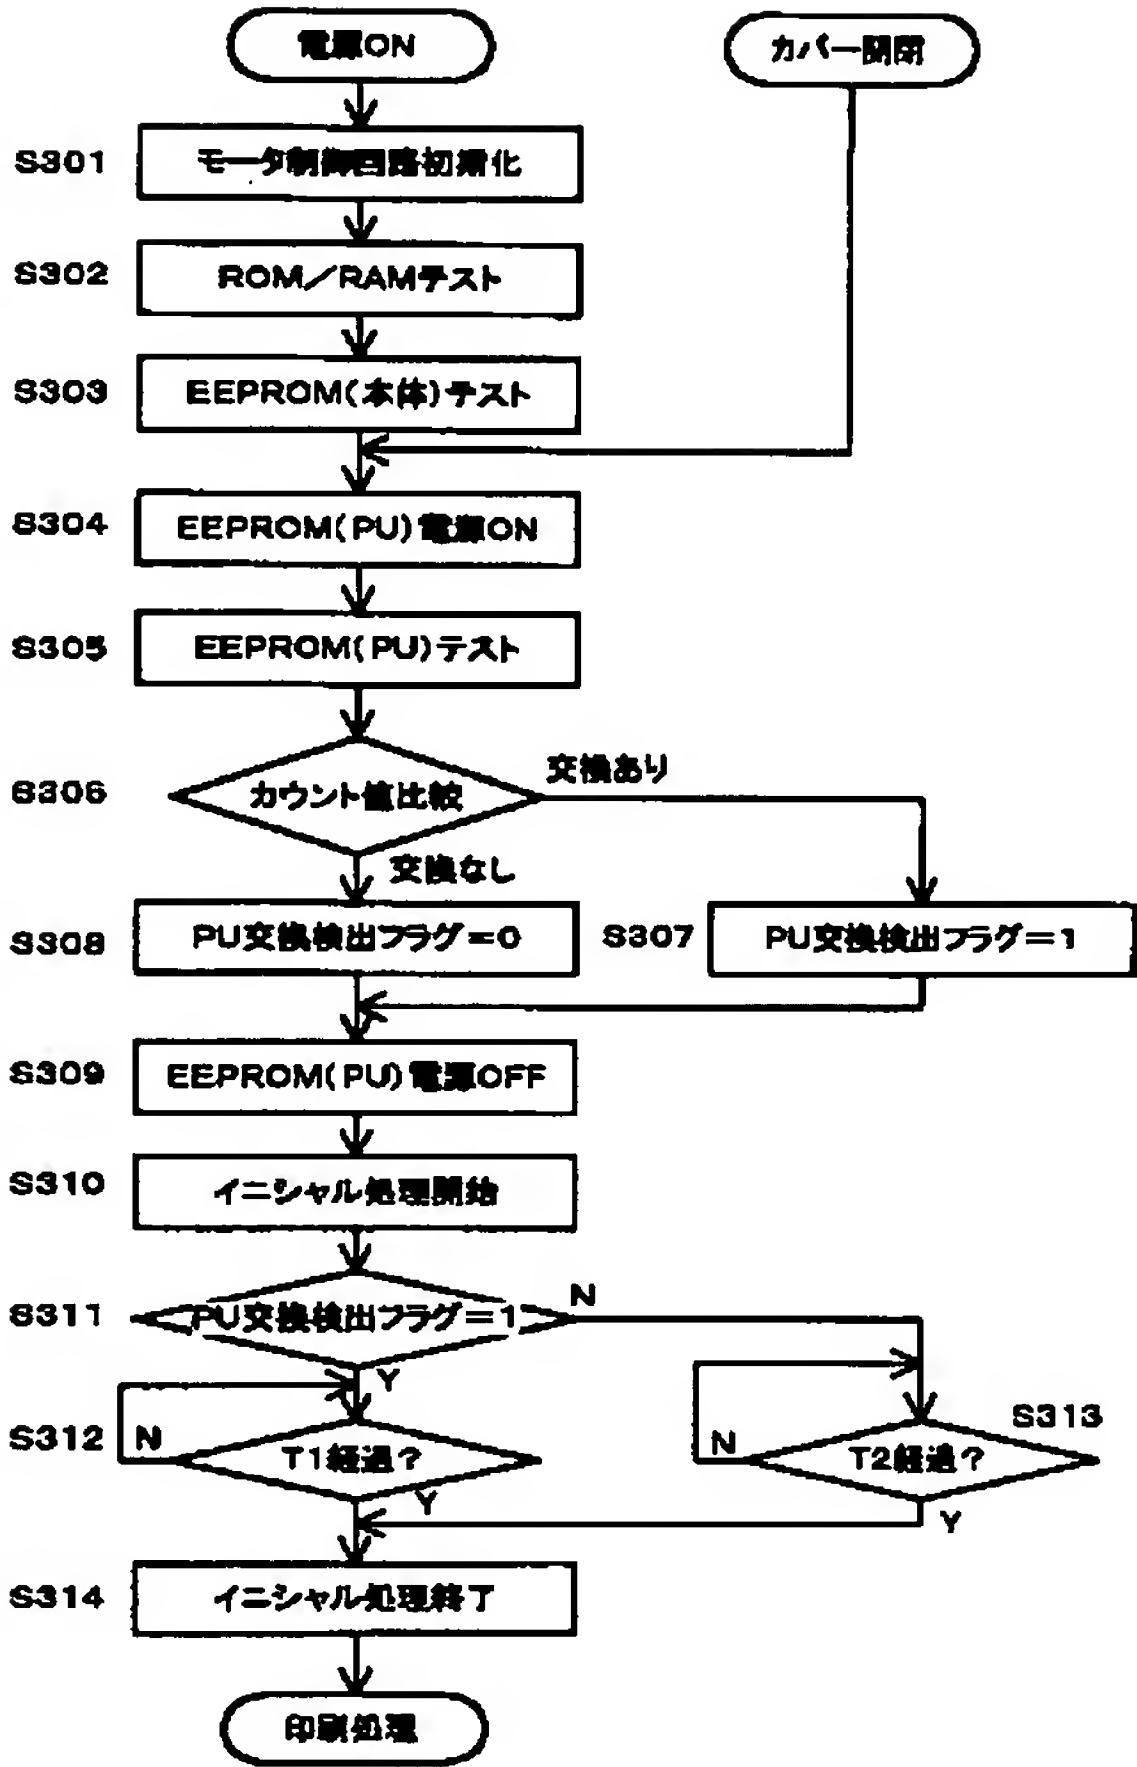 電源ON
カバー開閉
S301
モータ制御回路初期化
S302
ROM／RAMテスト
S303
EEPROM(本体)テスト
S304
EEPROM(PU)電源ON
S305
EEPROM(PU)テスト
S306
カウント値比較
交換あり
交換なし
S308
PU交換検出フラグ＝0
S307
PU交換検出フラグ＝1
S309
EEPROM(PU)電源OFF
S310
イニシャル処理開始
S311
PU交換検出フラグ＝1
N
Y
S312
N
T1経過？
Y
S313
N
T2経過？
Y
S314
イニシャル処理終了
印刷処理